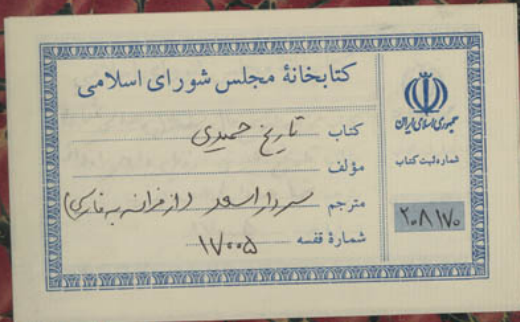 کتابخانهٔ مجلس شورای اسلامی
کتاب تاریخ حمیدی
مؤلف
مترجم سردار اسعد (از فرانسه به فارسی)
شمارهٔ قفسه ۱۷۰۰۵
جمهوری اسلامی ایران
شماره ثبت کتاب
۲۰۸۱۷۰